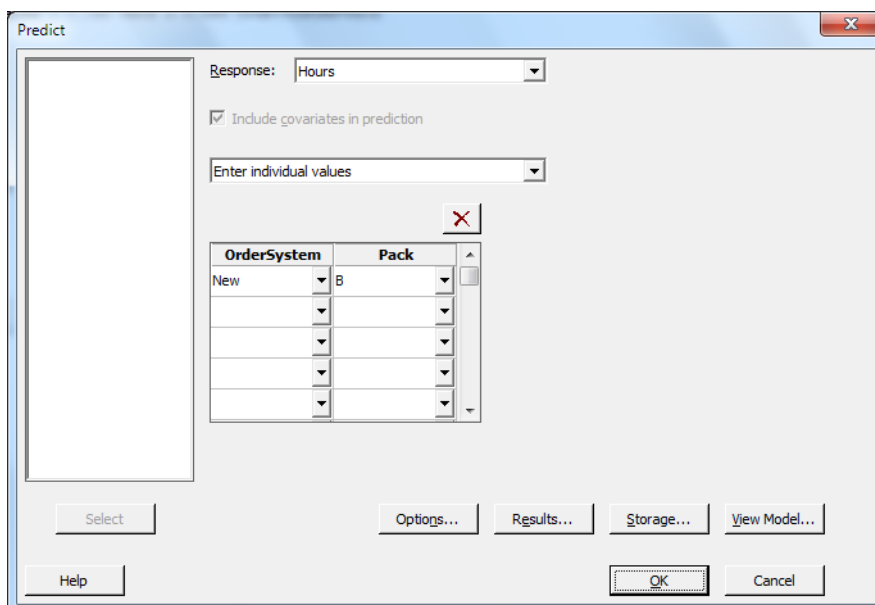 Predict
Response: Hours
Include covariates in prediction
Enter individual values
OrderSystem Pack
New B
Select Options... Results... Storage... View Model...
Help OK Cancel